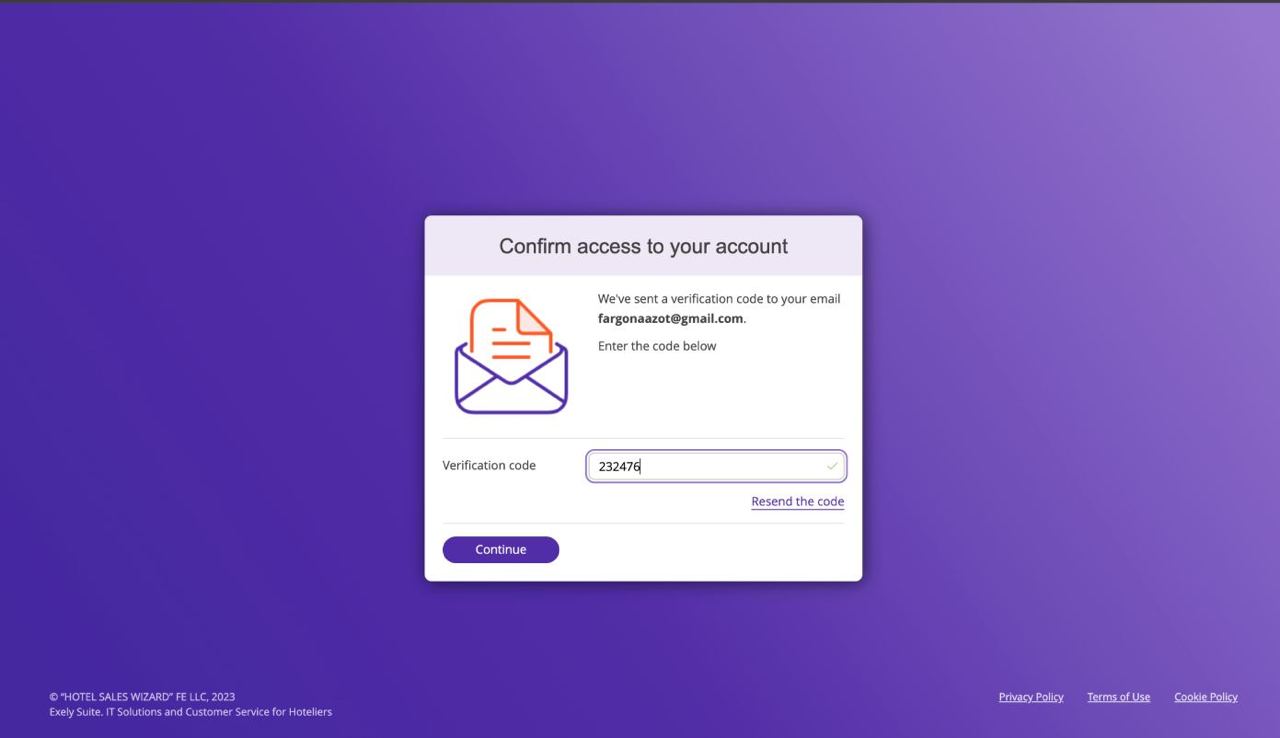 Confirm access to your account
We've sent a verification code to your email
fargonaazot@gmail.com.
Enter the code below
Verification code
232476
Resend the code
Continue
© "HOTEL SALES WIZARD" FE LLC, 2023
Exely Suite. IT Solutions and Customer Service for Hoteliers
Privacy Policy Terms of Use Cookie Policy